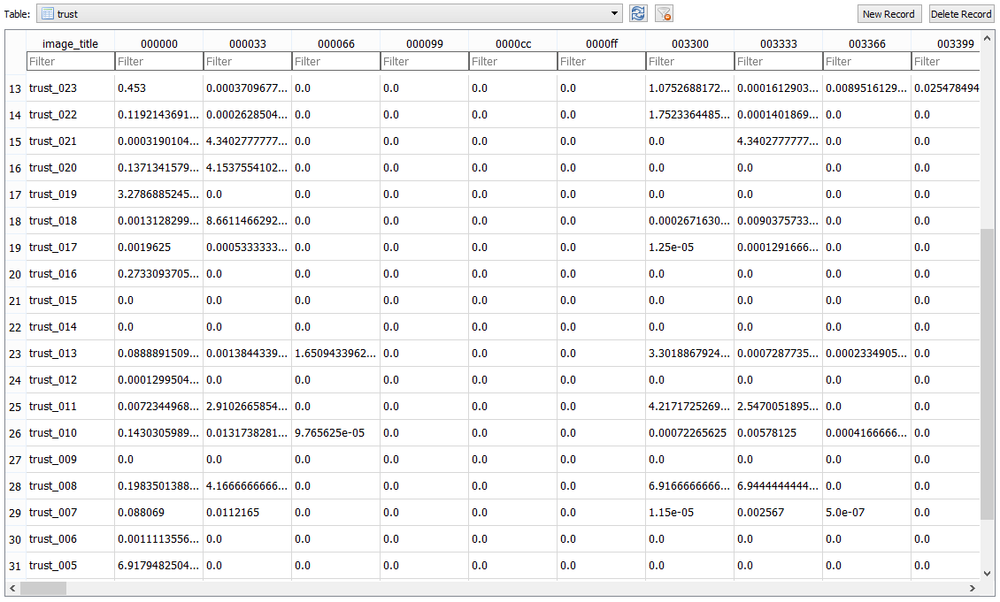 Table: trust New Record Delete Record
image_title 000000 000033 000066 000099 0000cc 0000ff 003300 003333 003366 003399
Filter Filter Filter Filter Filter Filter Filter Filter Filter Filter Filter
13 trust_023 0.453 0.0003709677... 0.0 0.0 0.0 0.0 1.0752688172... 0.0001612903... 0.0089516129... 0.025478494
14 trust_022 0.1192143691... 0.0002628504... 0.0 0.0 0.0 0.0 1.7523364485... 0.0001401869... 0.0 0.0
15 trust_021 0.0003190104... 4.3402777777... 0.0 0.0 0.0 0.0 0.0 4.3402777777... 0.0 0.0
16 trust_020 0.1371341579... 4.1537554102... 0.0 0.0 0.0 0.0 0.0 0.0 0.0 0.0
17 trust_019 3.2786885245... 0.0 0.0 0.0 0.0 0.0 0.0 0.0 0.0 0.0
18 trust_018 0.0013128299... 8.6611466292... 0.0 0.0 0.0 0.0 0.0002671630... 0.0090375733... 0.0 0.0
19 trust_017 0.0019625 0.0005333333... 0.0 0.0 0.0 0.0 1.25e-05 0.0001291666... 0.0 0.0
20 trust_016 0.2733093705... 0.0 0.0 0.0 0.0 0.0 0.0 0.0 0.0 0.0
21 trust_015 0.0 0.0 0.0 0.0 0.0 0.0 0.0 0.0 0.0 0.0
22 trust_014 0.0 0.0 0.0 0.0 0.0 0.0 0.0 0.0 0.0 0.0
23 trust_013 0.0888891509... 0.0013844339... 1.6509433962... 0.0 0.0 0.0 3.3018867924... 0.0007287735... 0.0002334905... 0.0
24 trust_012 0.0001299504... 0.0 0.0 0.0 0.0 0.0 0.0 0.0 0.0 0.0
25 trust_011 0.0072344968... 2.9102665854... 0.0 0.0 0.0 0.0 4.2171725269... 2.5470051895... 0.0 0.0
26 trust_010 0.1430305989... 0.0131738281... 9.765625e-05 0.0 0.0 0.0 0.00072265625 0.00578125 0.0004166666... 0.0
27 trust_009 0.0 0.0 0.0 0.0 0.0 0.0 0.0 0.0 0.0 0.0
28 trust_008 0.1983501388... 4.1666666666... 0.0 0.0 0.0 0.0 6.9166666666... 6.9444444444... 0.0 0.0
29 trust_007 0.088069 0.0112165 0.0 0.0 0.0 0.0 1.15e-05 0.002567 5.0e-07 0.0
30 trust_006 0.0011113556... 0.0 0.0 0.0 0.0 0.0 0.0 0.0 0.0 0.0
31 trust_005 6.9179482504... 0.0 0.0 0.0 0.0 0.0 0.0 0.0 0.0 0.0